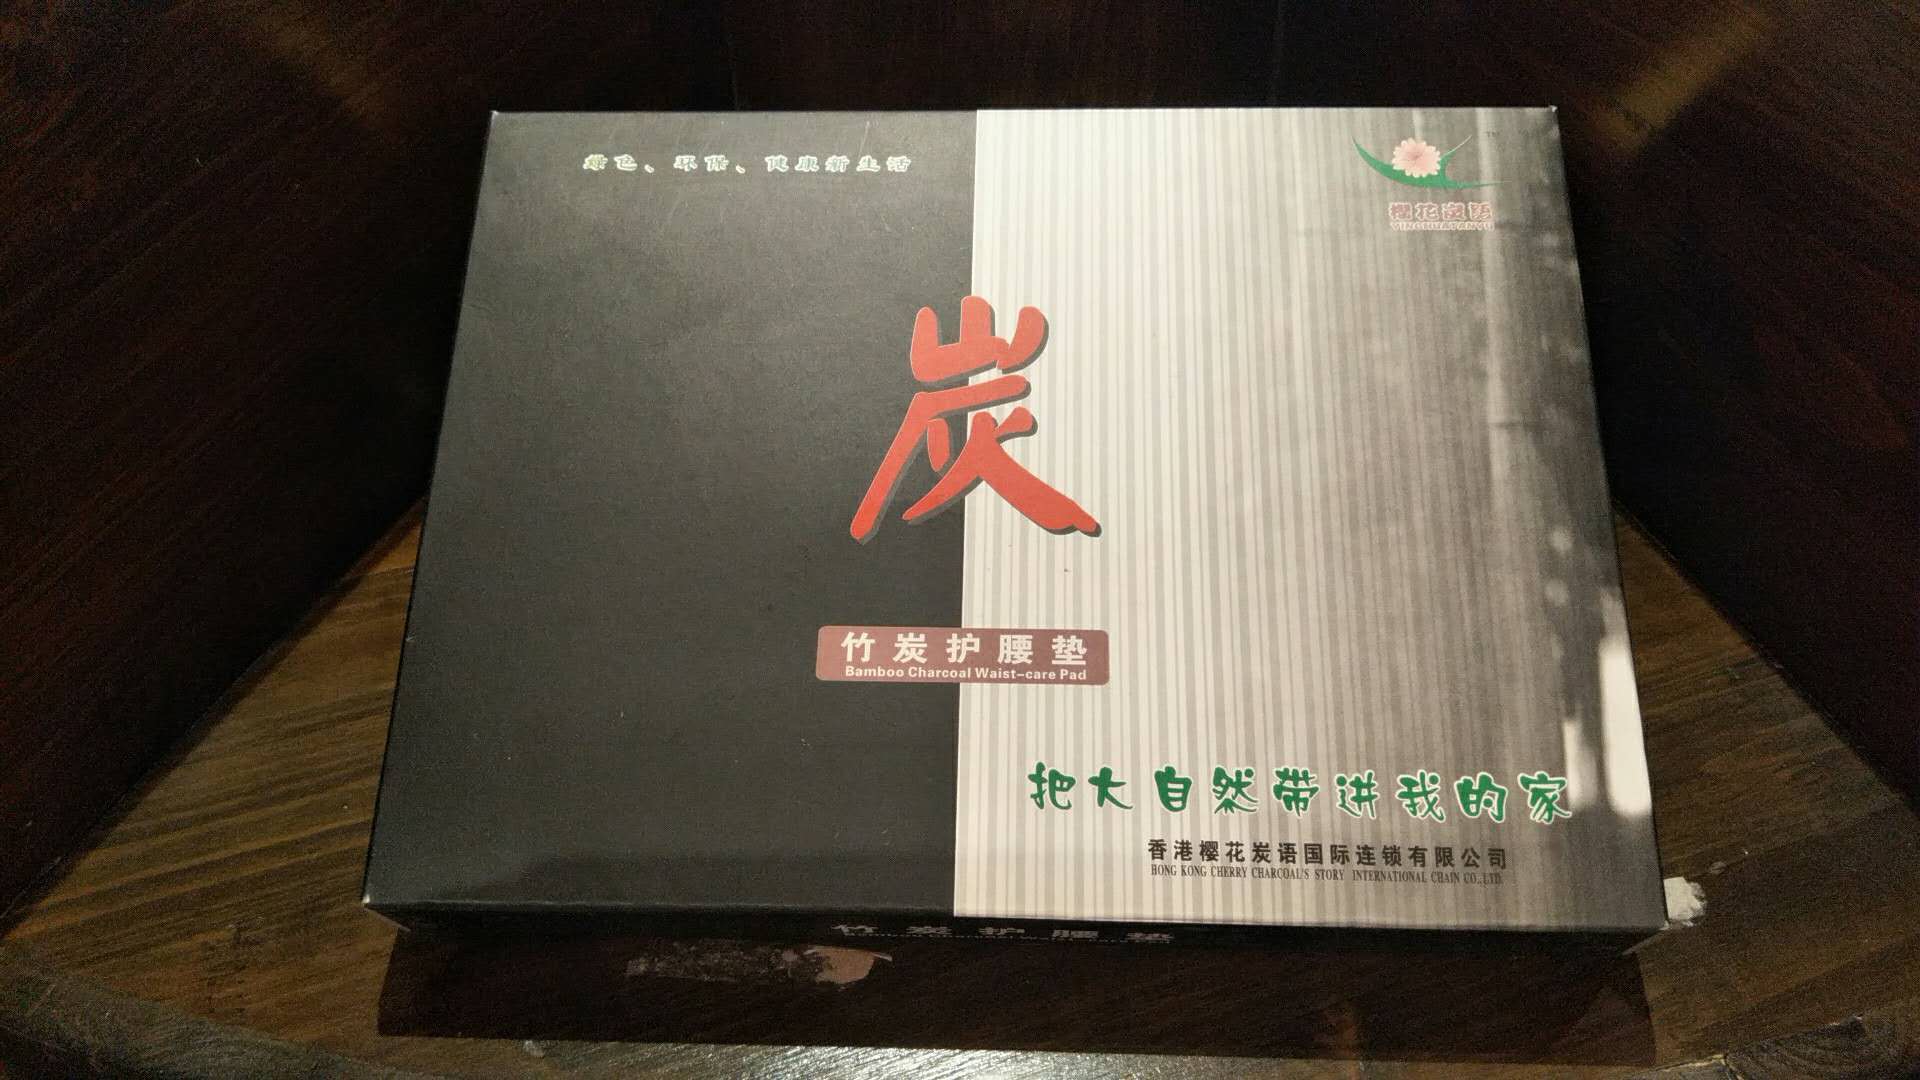 绿色、环保、健康新生活
TM
樱花炭语
YINGHUATANYU
炭
竹炭护腰垫
Bamboo Charcoal Waist-care Pad
把大自然带进我的家
香港樱花炭语国际连锁有限公司
HONG KONG CHERRY CHARCOAL'S STORY INTERNATIONAL CHAIN CO.,LTD.
竹炭护腰垫